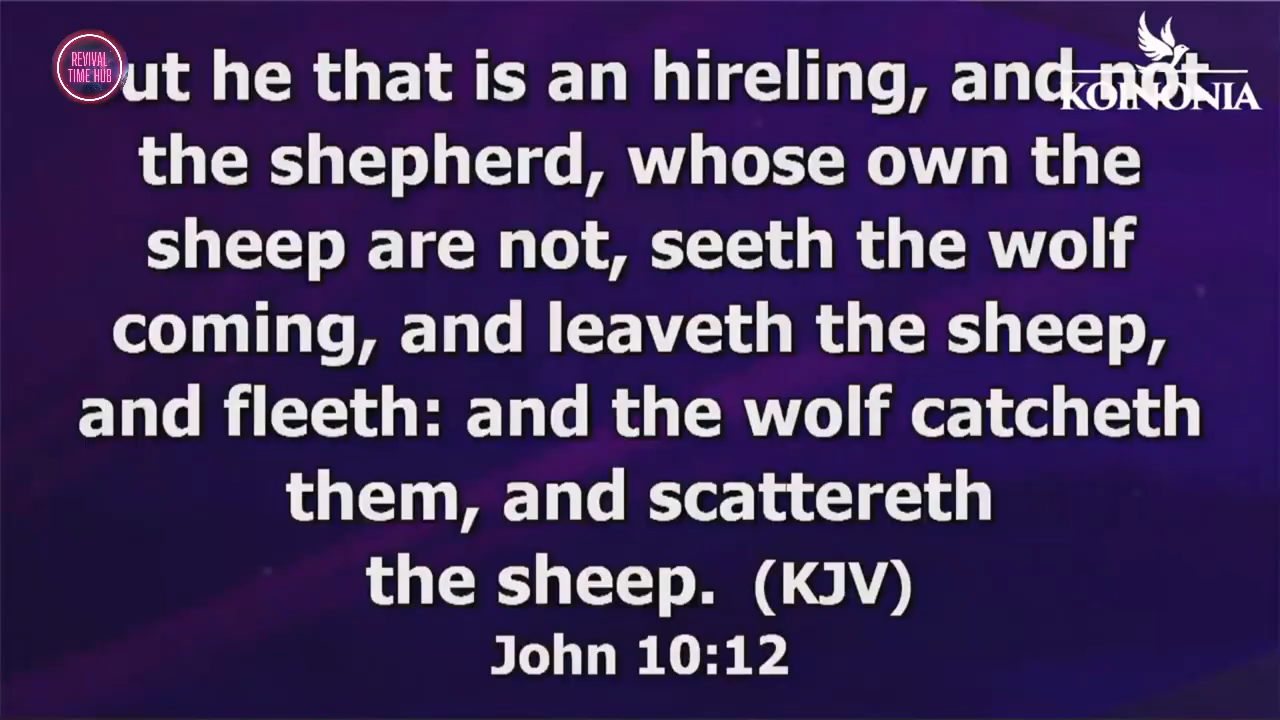 REVIVAL
TIME HUB
KOINONIA
ut he that is an hireling, and not
the shepherd, whose own the
sheep are not, seeth the wolf
coming, and leaveth the sheep,
and fleeth: and the wolf catcheth
them, and scattereth
the sheep. (KJV)
John 10:12